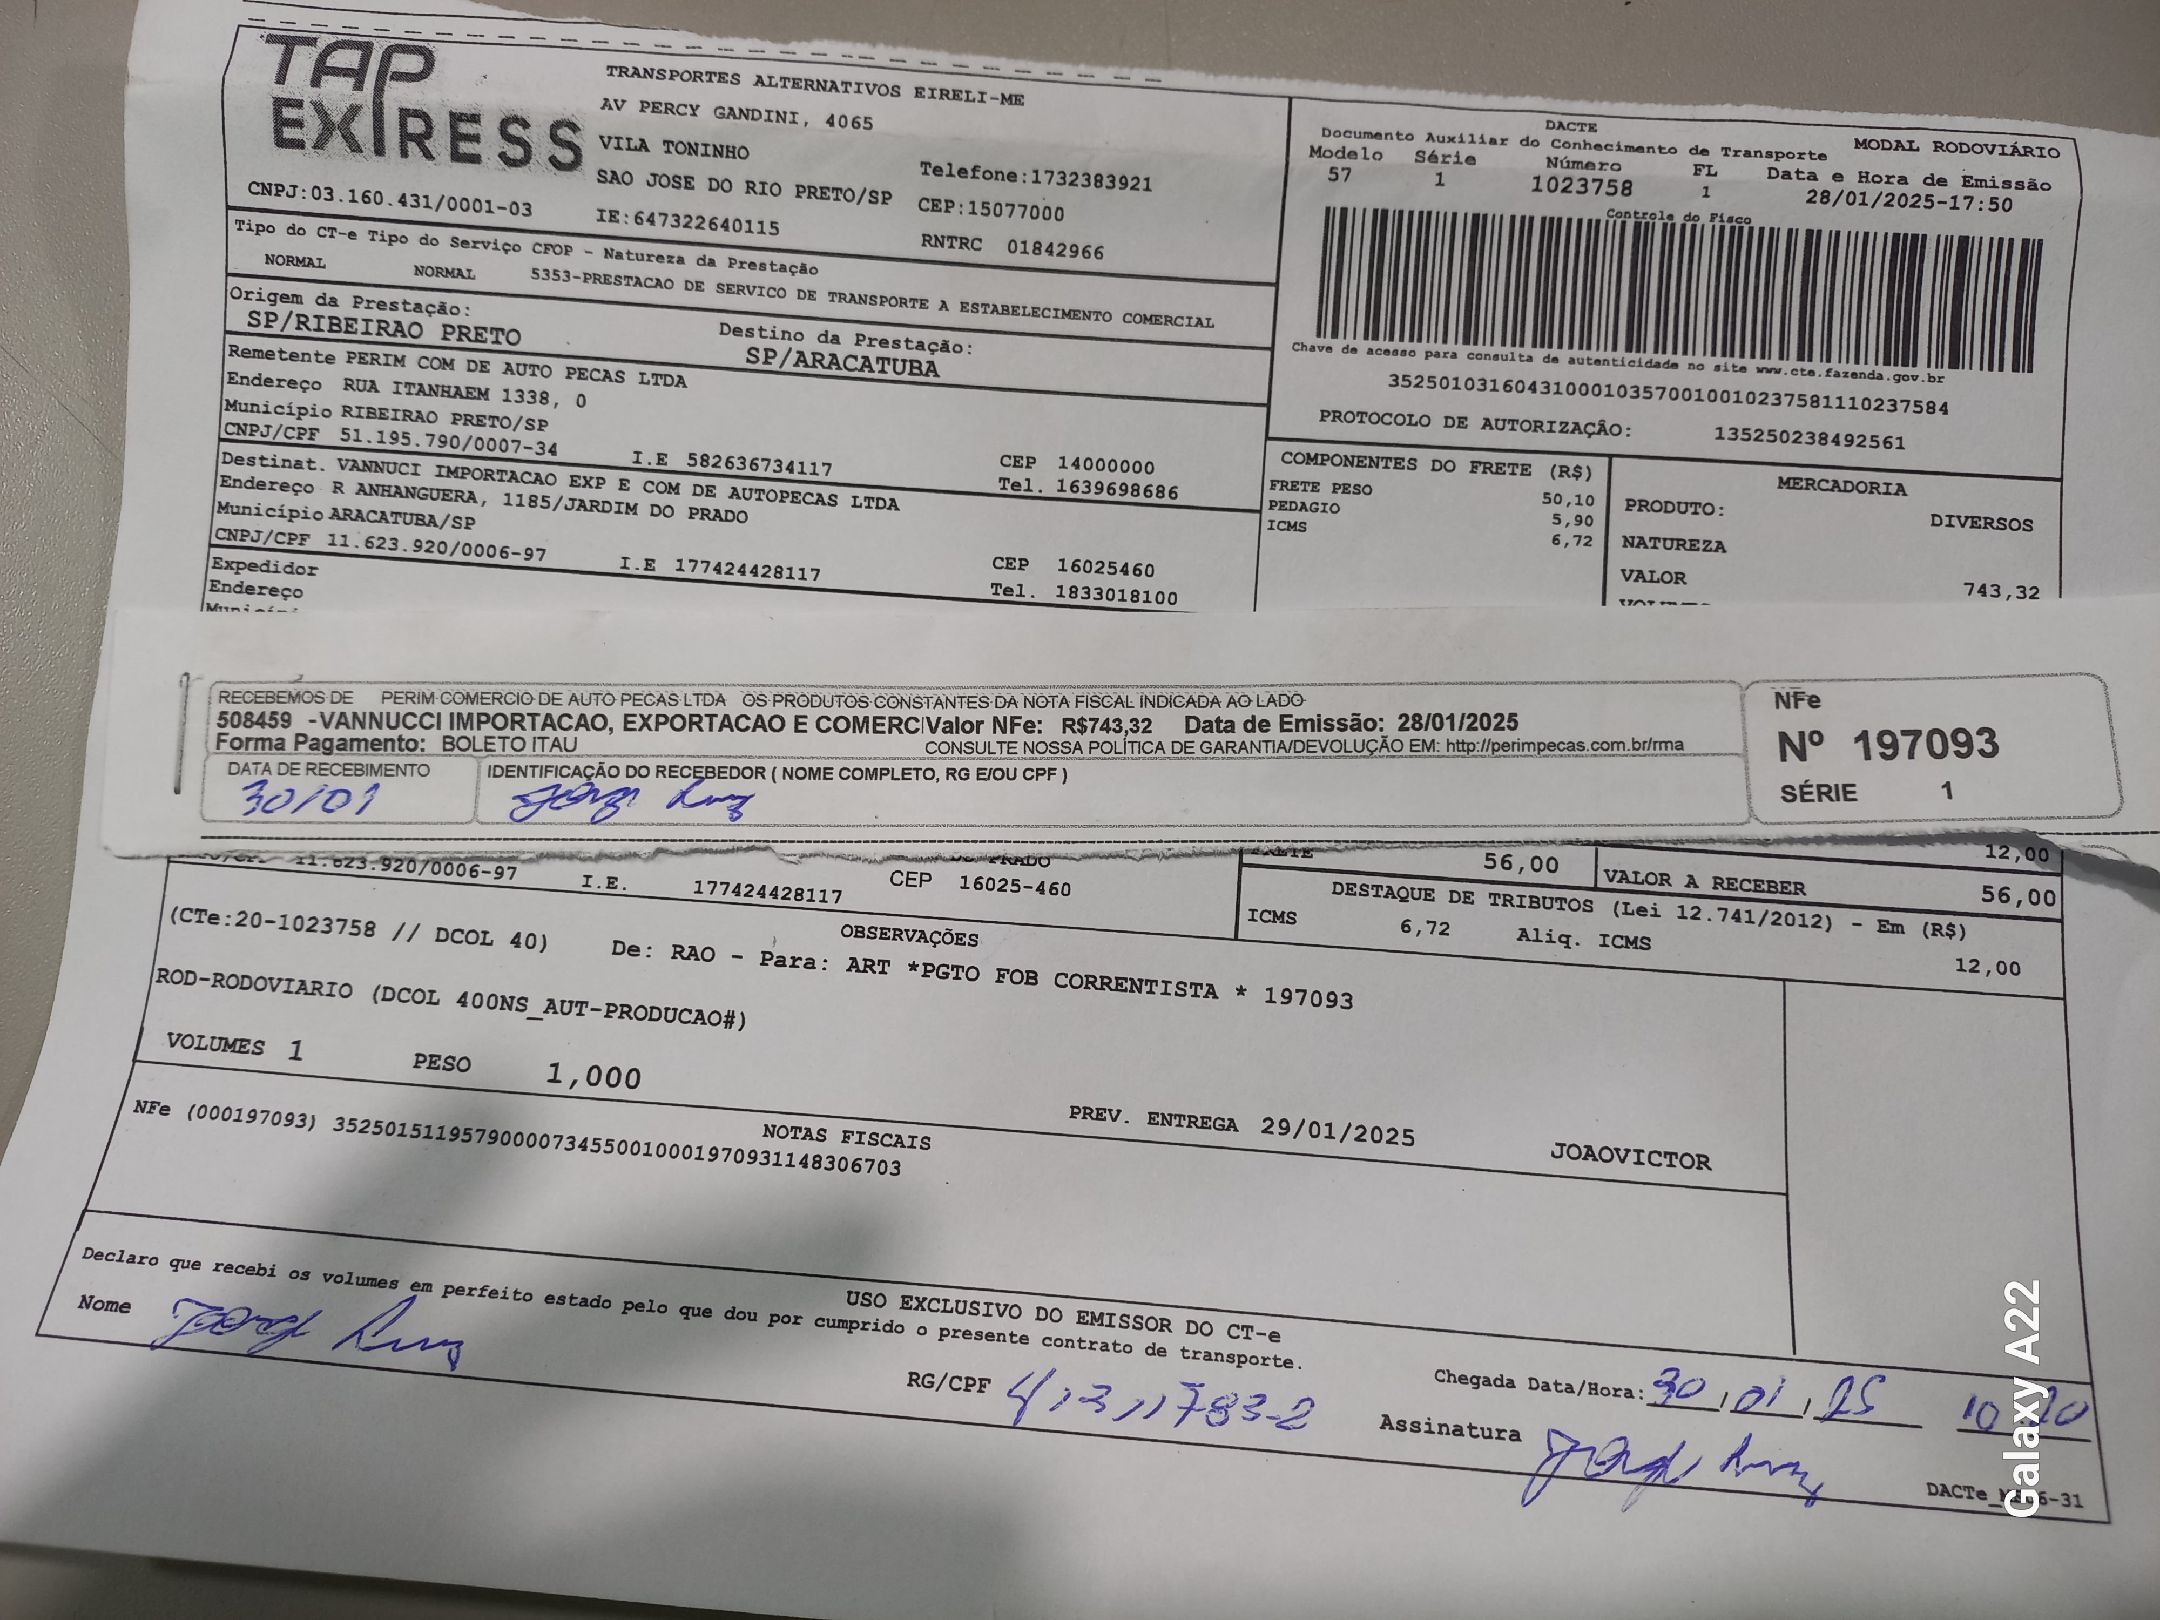 TAP EXPRESS
TRANSPORTES ALTERNATIVOS EIRELI-ME
AV PERCY GANDINI, 4065
VILA TONINHO
SAO JOSE DO RIO PRETO/SP
Telefone:1732383921
CEP:15077000
CNPJ:03.160.431/0001-03
IE:647322640115
RNTRC 01842966
DACTE
MODAL RODOVIÁRIO
Documento Auxiliar do Conhecimento de Transporte
Modelo Série Número FL Data e Hora de Emissão
57 1 1023758 1 28/01/2025-17:50
Controle do Fisco
Chave de acesso para consulta de autenticidade no site www.cte.fazenda.gov.br
35250103160431000103570010010237581110237584
PROTOCOLO DE AUTORIZAÇÃO: 135250238492561
Tipo do CT-e Tipo do Serviço CFOP - Natureza da Prestação
NORMAL NORMAL 5353-PRESTACAO DE SERVICO DE TRANSPORTE A ESTABELECIMENTO COMERCIAL
Origem da Prestação: Destino da Prestação:
SP/RIBEIRAO PRETO SP/ARACATUBA
Remetente PERIM COM DE AUTO PECAS LTDA
Endereço RUA ITANHAEM 1338, 0
Município RIBEIRAO PRETO/SP CEP 14000000
CNPJ/CPF 51.195.790/0007-34 I.E 582636734117 Tel. 1639698686
Destinat. VANNUCI IMPORTACAO EXP E COM DE AUTOPECAS LTDA
Endereço R ANHANGUERA, 1185/JARDIM DO PRADO
Município ARACATUBA/SP CEP 16025460
CNPJ/CPF 11.623.920/0006-97 I.E 177424428117 Tel. 1833018100
Expedidor
Endereço
COMPONENTES DO FRETE (R$)
FRETE PESO 50,10
PEDAGIO 5,90
ICMS 6,72
MERCADORIA
PRODUTO: DIVERSOS
NATUREZA
VALOR 743,32
RECEBEMOS DE PERIM COMERCIO DE AUTO PECAS LTDA OS PRODUTOS CONSTANTES DA NOTA FISCAL INDICADA AO LADO
508459 -VANNUCCI IMPORTACAO, EXPORTACAO E COMERC Valor NFe: R$743,32 Data de Emissão: 28/01/2025
Forma Pagamento: BOLETO ITAU CONSULTE NOSSA POLÍTICA DE GARANTIA/DEVOLUÇÃO EM: http://perimpecas.com.br/rma
DATA DE RECEBIMENTO IDENTIFICAÇÃO DO RECEBEDOR ( NOME COMPLETO, RG E/OU CPF )
30/01
NFe
Nº 197093
SÉRIE 1
11.623.920/0006-97 I.E. 177424428117 CEP 16025-460
PRADO
FRETE 56,00
12,00
VALOR A RECEBER 56,00
DESTAQUE DE TRIBUTOS (Lei 12.741/2012) - Em (R$)
ICMS 6,72 Aliq. ICMS 12,00
OBSERVAÇÕES
(CTe:20-1023758 // DCOL 40) De: RAO - Para: ART *PGTO FOB CORRENTISTA * 197093
ROD-RODOVIARIO (DCOL 400NS_AUT-PRODUCAO#)
VOLUMES 1 PESO 1,000 PREV. ENTREGA 29/01/2025 JOAOVICTOR
NOTAS FISCAIS
NFe (000197093) 35250151195790000734550010001970931148306703
USO EXCLUSIVO DO EMISSOR DO CT-e
Declaro que recebi os volumes em perfeito estado pelo que dou por cumprido o presente contrato de transporte.
Nome
RG/CPF
Chegada Data/Hora: 30/01/25
Assinatura
Galaxy A22